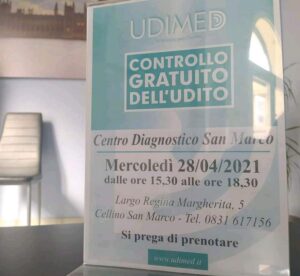 UDIMED
CONTROLLO
GRATUITO
DELL'UDITO
Centro Diagnostico San Marco
Mercoledì 28/04/2021
dalle ore 15,30 alle ore 18,30
Largo Regina Margherita, 5
Cellino San Marco - Tel. 0831 617156
Si prega di prenotare
www.udimed.it